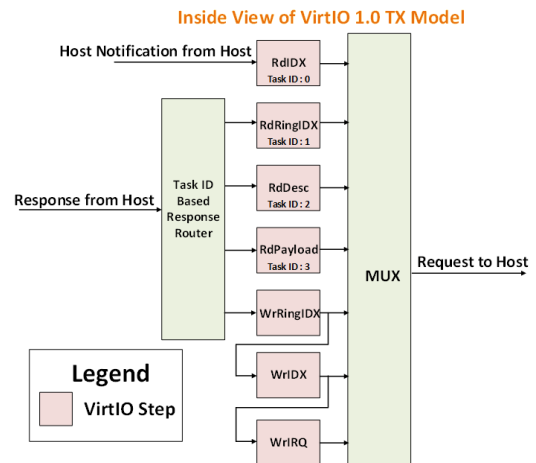 Inside View of VirtIO 1.0 TX Model
Host Notification from Host
RdIDX
Task ID: 0
RdRingIDX
Task ID: 1
Task ID
Based
Response
Router
Response from Host
RdDesc
Task ID: 2
RdPayload
Task ID: 3
MUX
Request to Host
WrRingIDX
WrIDX
WrIRQ
Legend
VirtIO Step